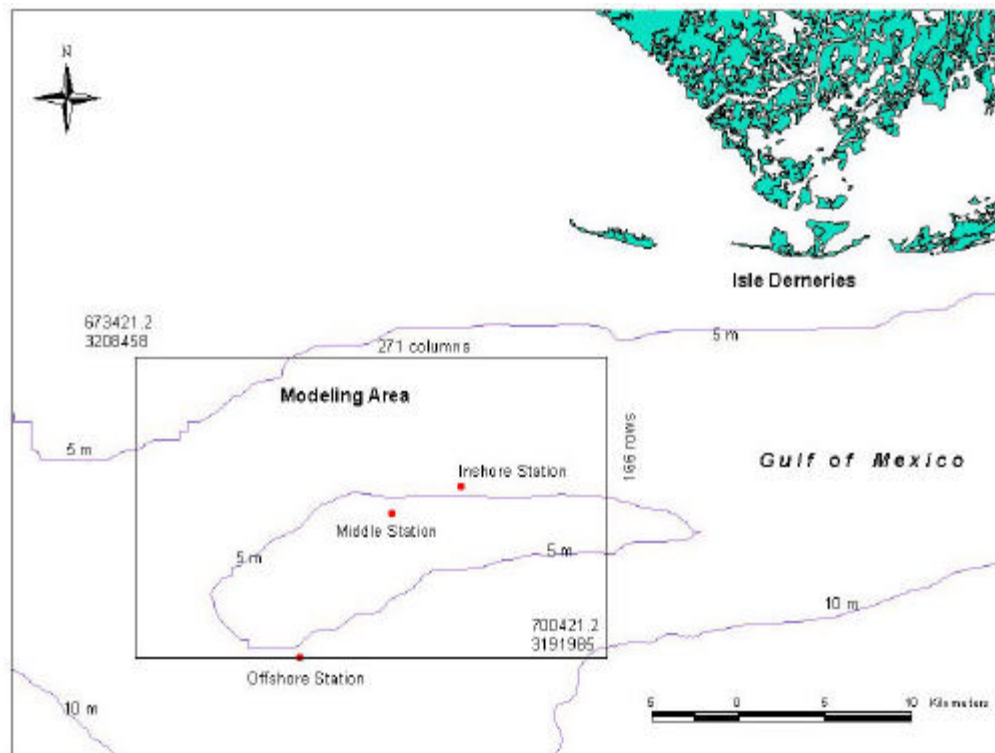 N
Isle Derneries
673421.2
3208458
5 m
271 columns
Modeling Area
5 m
166 rows
Gulf of Mexico
Inshore Station
Middle Station
5 m
5 m
10 m
700421.2
3191985
Offshore Station
10 m
5 0 5 10 Kilometers